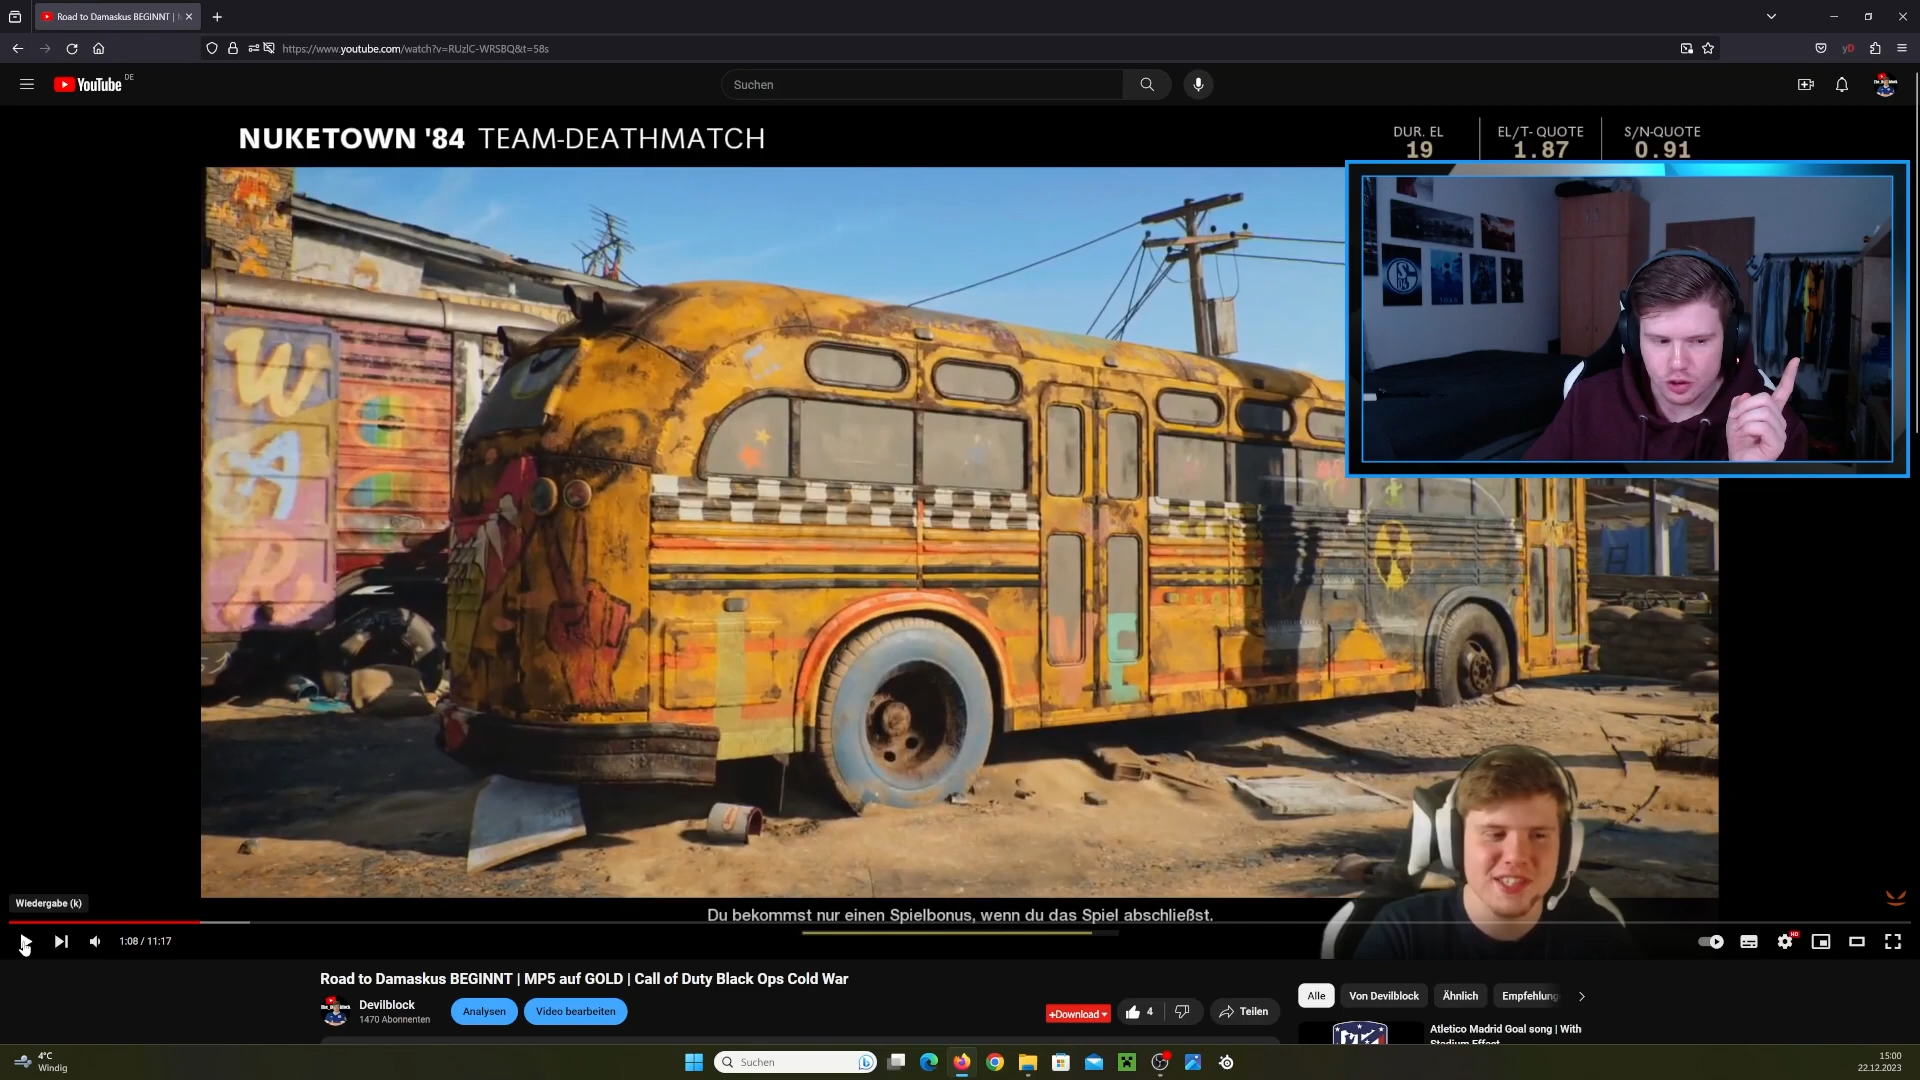 Road to Damaskus BEGINNT |
https://www.youtube.com/watch?v=RUzlC-WRSBQ&t=58s
yD
YouTube DE
Suchen
NUKETOWN '84 TEAM-DEATHMATCH
DUR. EL
19
EL/T- QUOTE
1.87
S/N-QUOTE
0.91
W
A
R
Wiedergabe (k)
Du bekommst nur einen Spielbonus, wenn du das Spiel abschließt.
1:08 / 11:17
HD
Road to Damaskus BEGINNT | MP5 auf GOLD | Call of Duty Black Ops Cold War
Devilblock
1470 Abonnenten
Analysen
Video bearbeiten
+Download
4
Teilen
Alle
Von Devilblock
Ähnlich
Empfehlung
Atletico Madrid Goal song | With
Stadium Effect
4°C
Windig
Suchen
15:00
22.12.2023